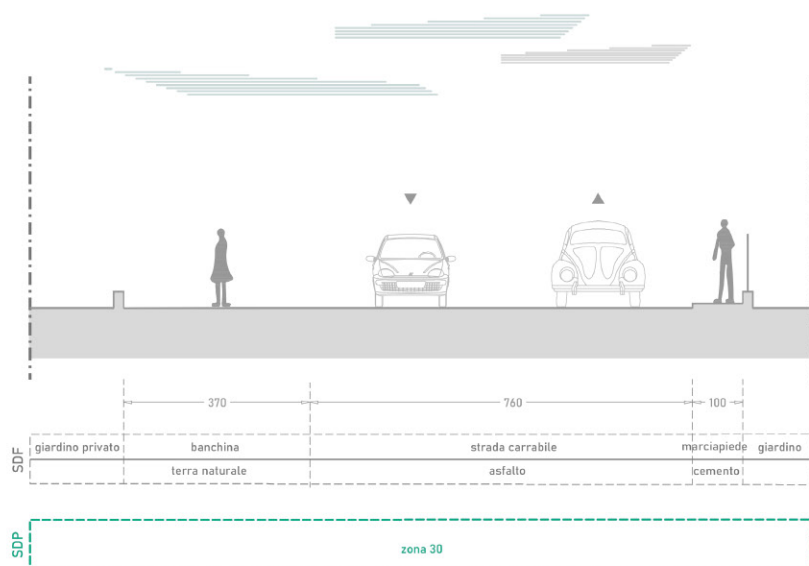 370 760 100
SDF
giardino privato banchina strada carrabile marciapiede giardino
terra naturale asfalto cemento
SDP
zona 30